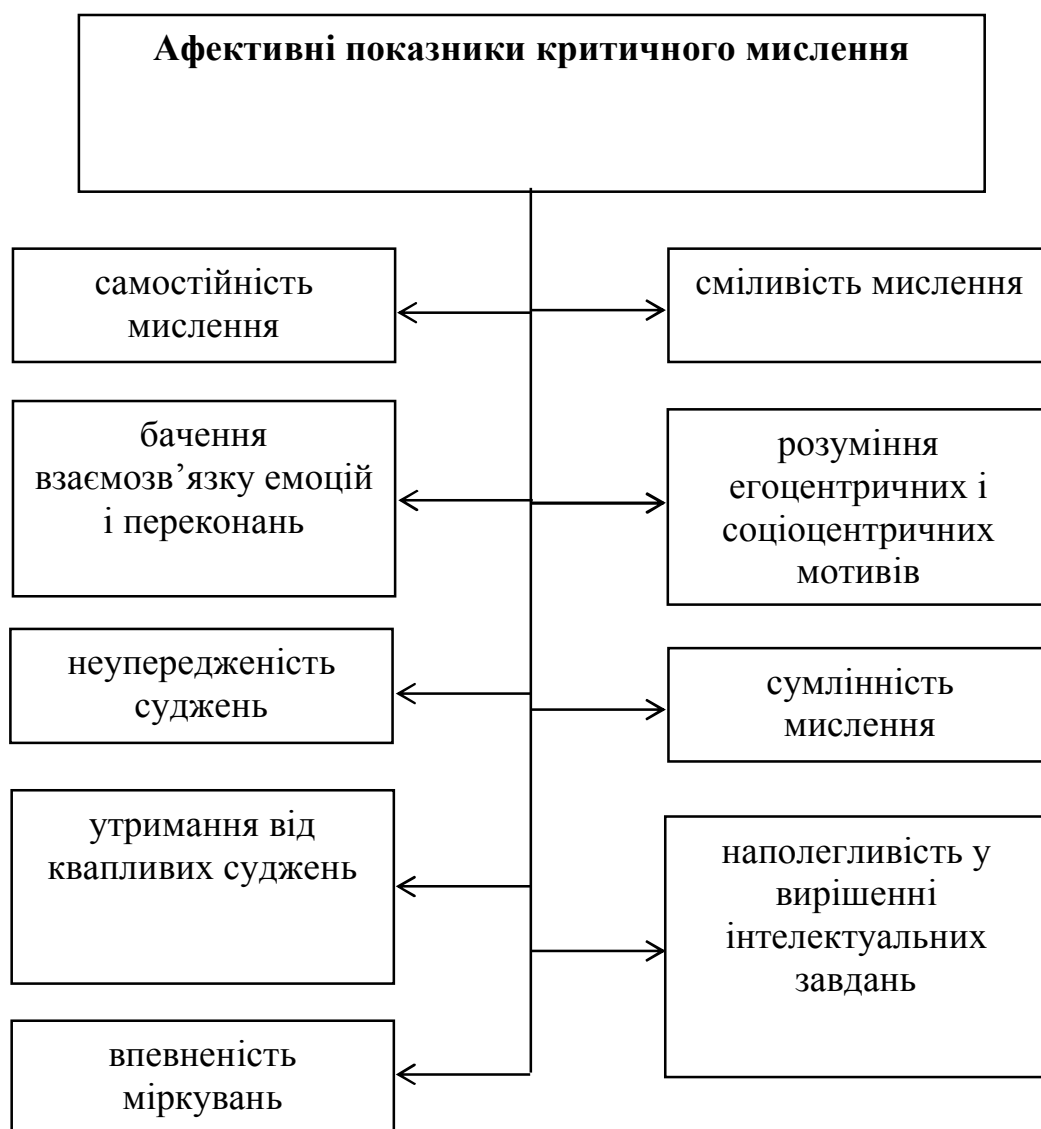 Афективні показники критичного мислення
самостійність
мислення
сміливість мислення
бачення
взаємозв’язку емоцій
і переконань
розуміння
егоцентричних і
соціоцентричних
мотивів
неупередженість
суджень
сумлінність
мислення
утримання від
квапливих суджень
наполегливість у
вирішенні
інтелектуальних
завдань
впевненість
міркувань